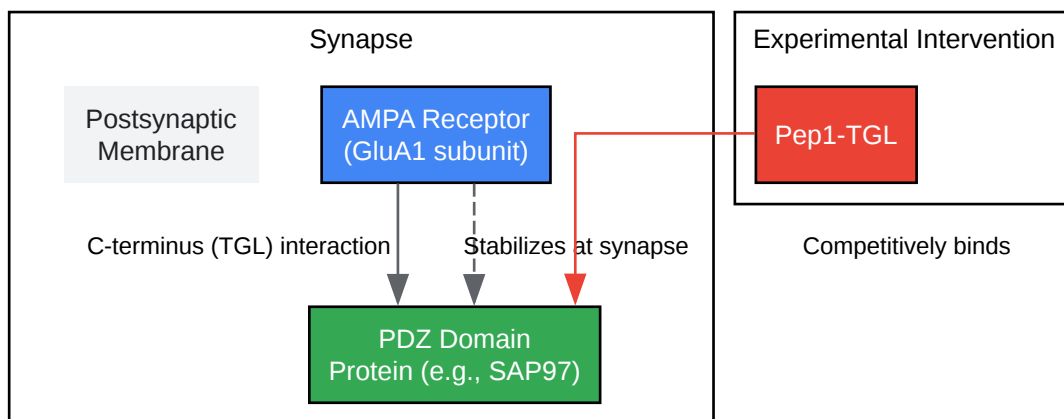 Synapse
Experimental Intervention
Postsynaptic
Membrane
AMPA Receptor
(GluA1 subunit)
Pep1-TGL
C-terminus (TGL) interaction
Stabilizes at synapse
Competitively binds
PDZ Domain
Protein (e.g., SAP97)